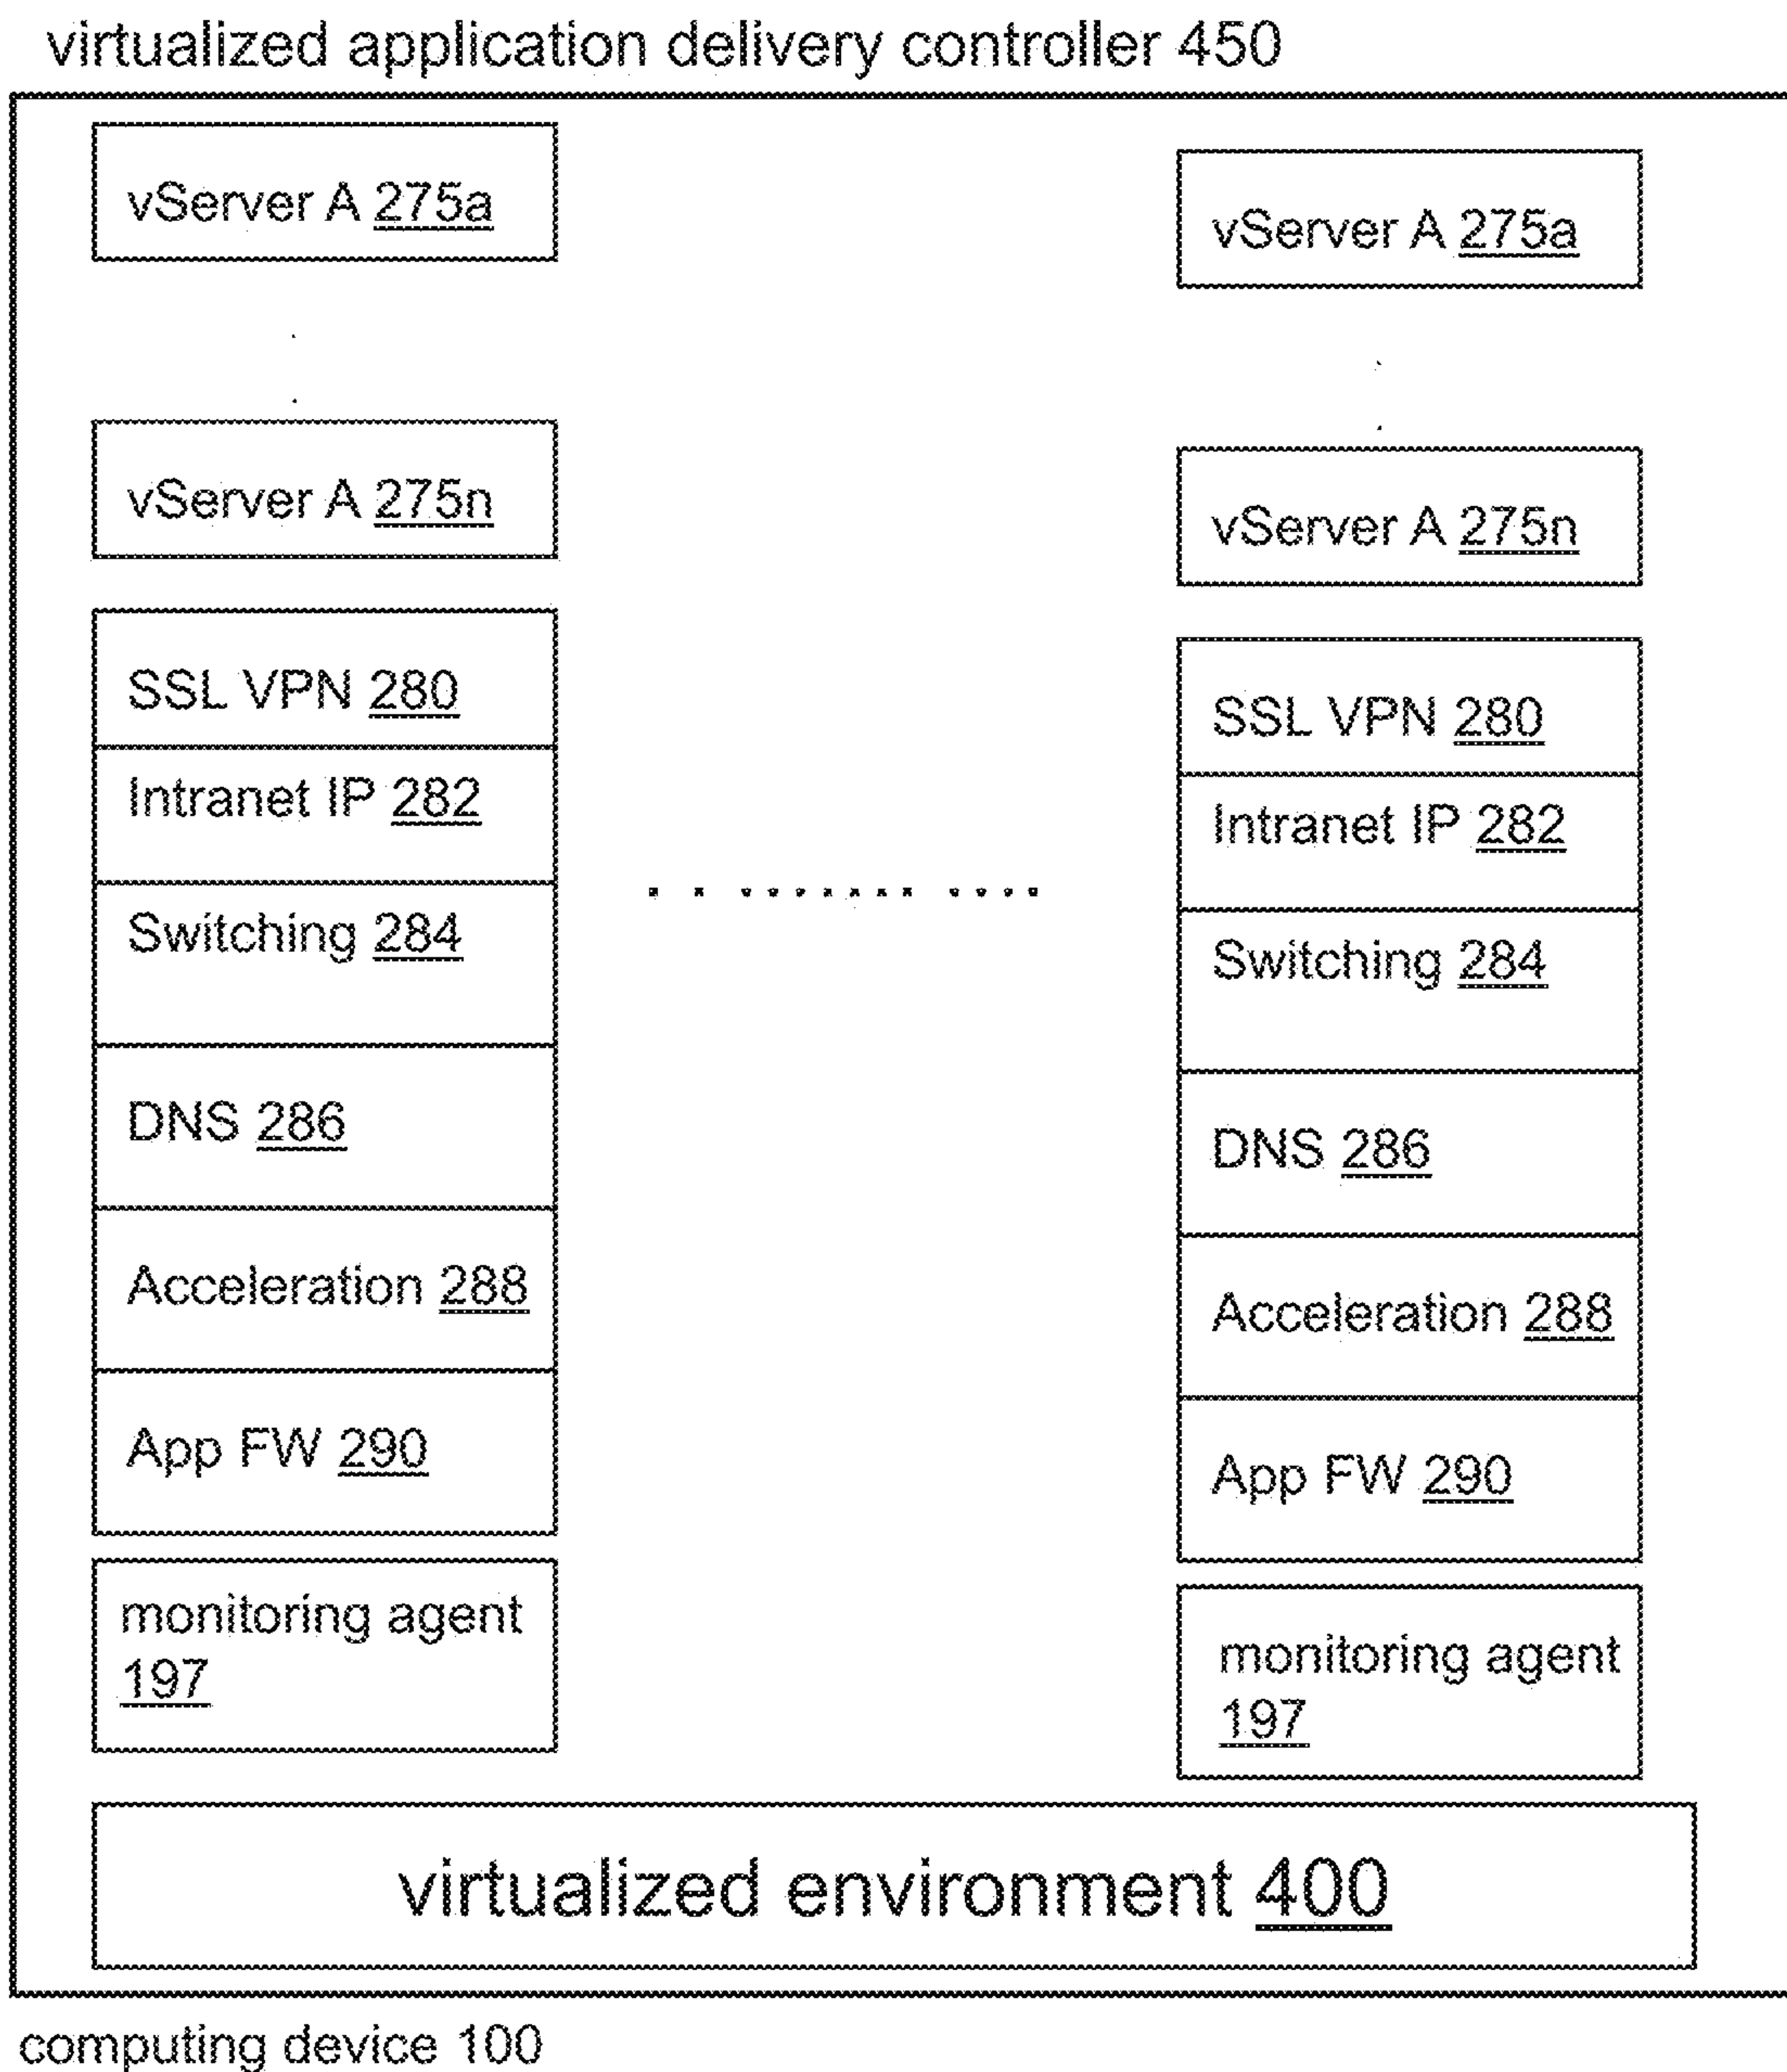 virtualized application delivery controller 450
vServer A 275a
vServer A 275n
SSL VPN 280
Intranet IP 282
Switching 284
DNS 286
Acceleration 288
App FW 290
monitoring agent
197
vServer A 275a
vServer A 275n
SSL VPN 280
Intranet IP 282
Switching 284
DNS 286
Acceleration 288
App FW 290
monitoring agent
197
virtualized environment 400
computing device 100